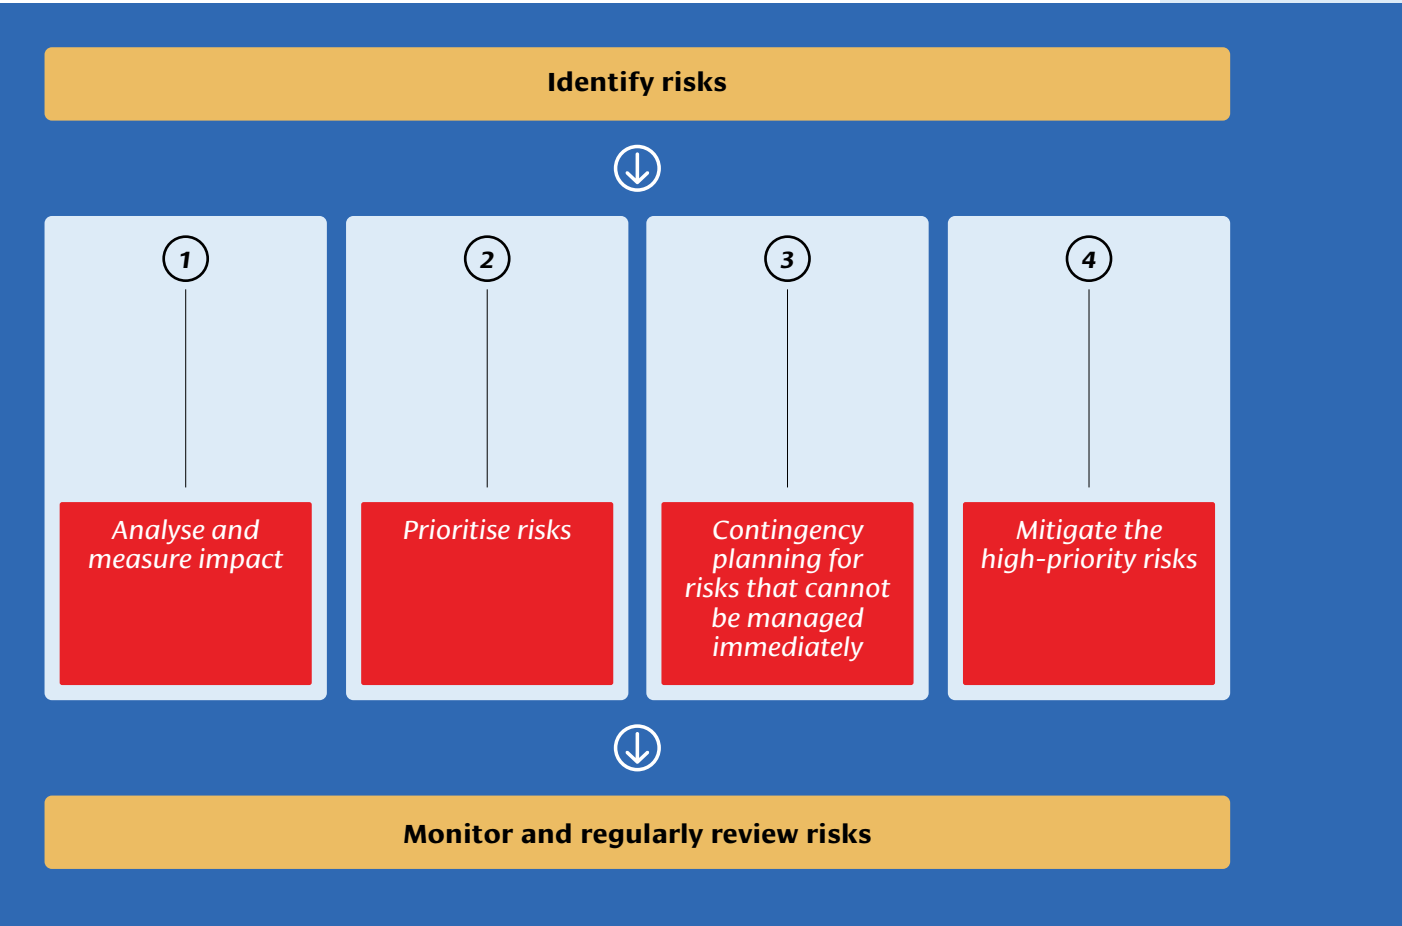 Identify risks
1
2
3
4
Analyse and
measure impact
Prioritise risks
Contingency
planning for
risks that cannot
be managed
immediately
Mitigate the
high-priority risks
Monitor and regularly review risks